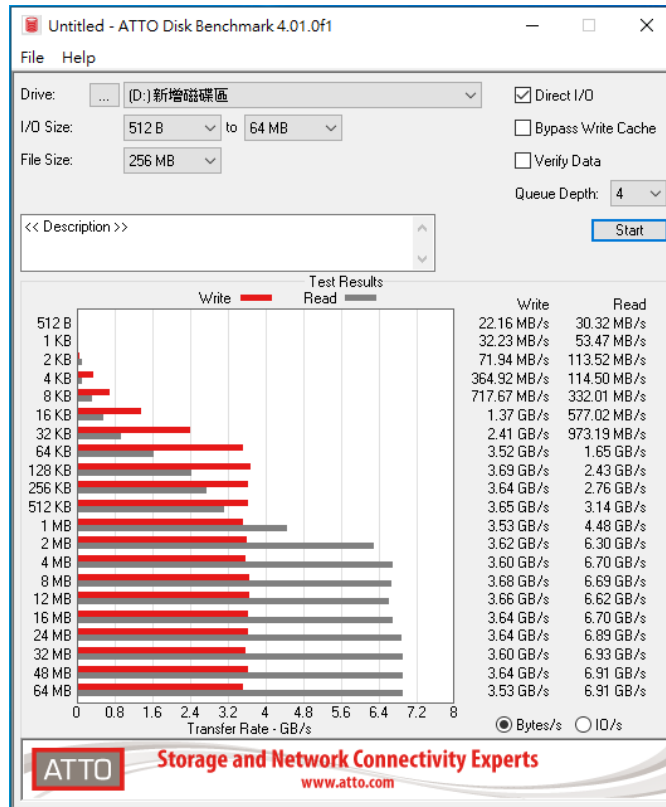 Untitled - ATTO Disk Benchmark 4.01.0f1
File Help
Drive: ... (D:)新增磁碟區
Direct I/O
I/O Size: 512 B to 64 MB
Bypass Write Cache
File Size: 256 MB
Verify Data
Queue Depth: 4
<< Description >>
Start
Test Results
Write Read Write Read
512 B 22.16 MB/s 30.32 MB/s
1 KB 32.23 MB/s 53.47 MB/s
2 KB 71.94 MB/s 113.52 MB/s
4 KB 364.92 MB/s 114.50 MB/s
8 KB 717.67 MB/s 332.01 MB/s
16 KB 1.37 GB/s 577.02 MB/s
32 KB 2.41 GB/s 973.19 MB/s
64 KB 3.52 GB/s 1.65 GB/s
128 KB 3.69 GB/s 2.43 GB/s
256 KB 3.64 GB/s 2.76 GB/s
512 KB 3.65 GB/s 3.14 GB/s
1 MB 3.53 GB/s 4.48 GB/s
2 MB 3.62 GB/s 6.30 GB/s
4 MB 3.60 GB/s 6.70 GB/s
8 MB 3.68 GB/s 6.69 GB/s
12 MB 3.66 GB/s 6.62 GB/s
16 MB 3.64 GB/s 6.70 GB/s
24 MB 3.64 GB/s 6.89 GB/s
32 MB 3.60 GB/s 6.93 GB/s
48 MB 3.64 GB/s 6.91 GB/s
64 MB 3.53 GB/s 6.91 GB/s
0 0.8 1.6 2.4 3.2 4 4.8 5.6 6.4 7.2 8
Transfer Rate - GB/s
Bytes/s IO/s
ATTO
Storage and Network Connectivity Experts
www.atto.com